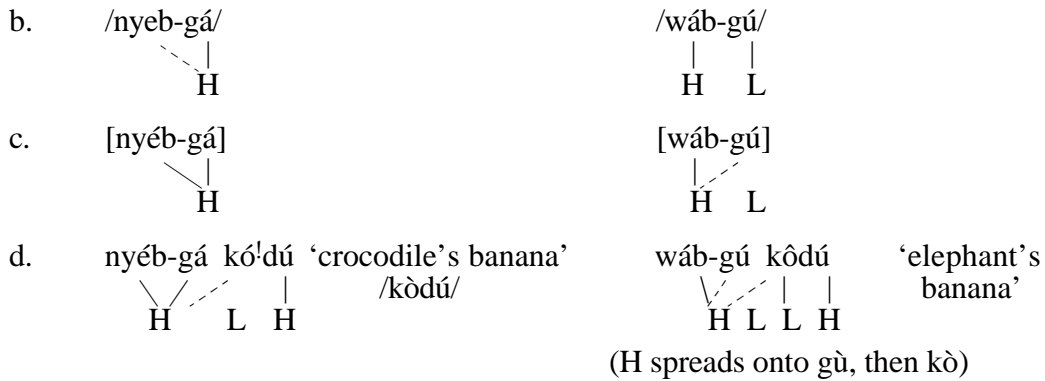 b. /nyeb-gá/ /wáb-gú/
H H L
c. [nyéb-gá] [wáb-gú]
H H L
d. nyéb-gá kó!dú ‘crocodile’s banana’ wáb-gú kôdú ‘elephant’s
/kòdú/ banana’
H L H H L L H
(H spreads onto gù, then kò)